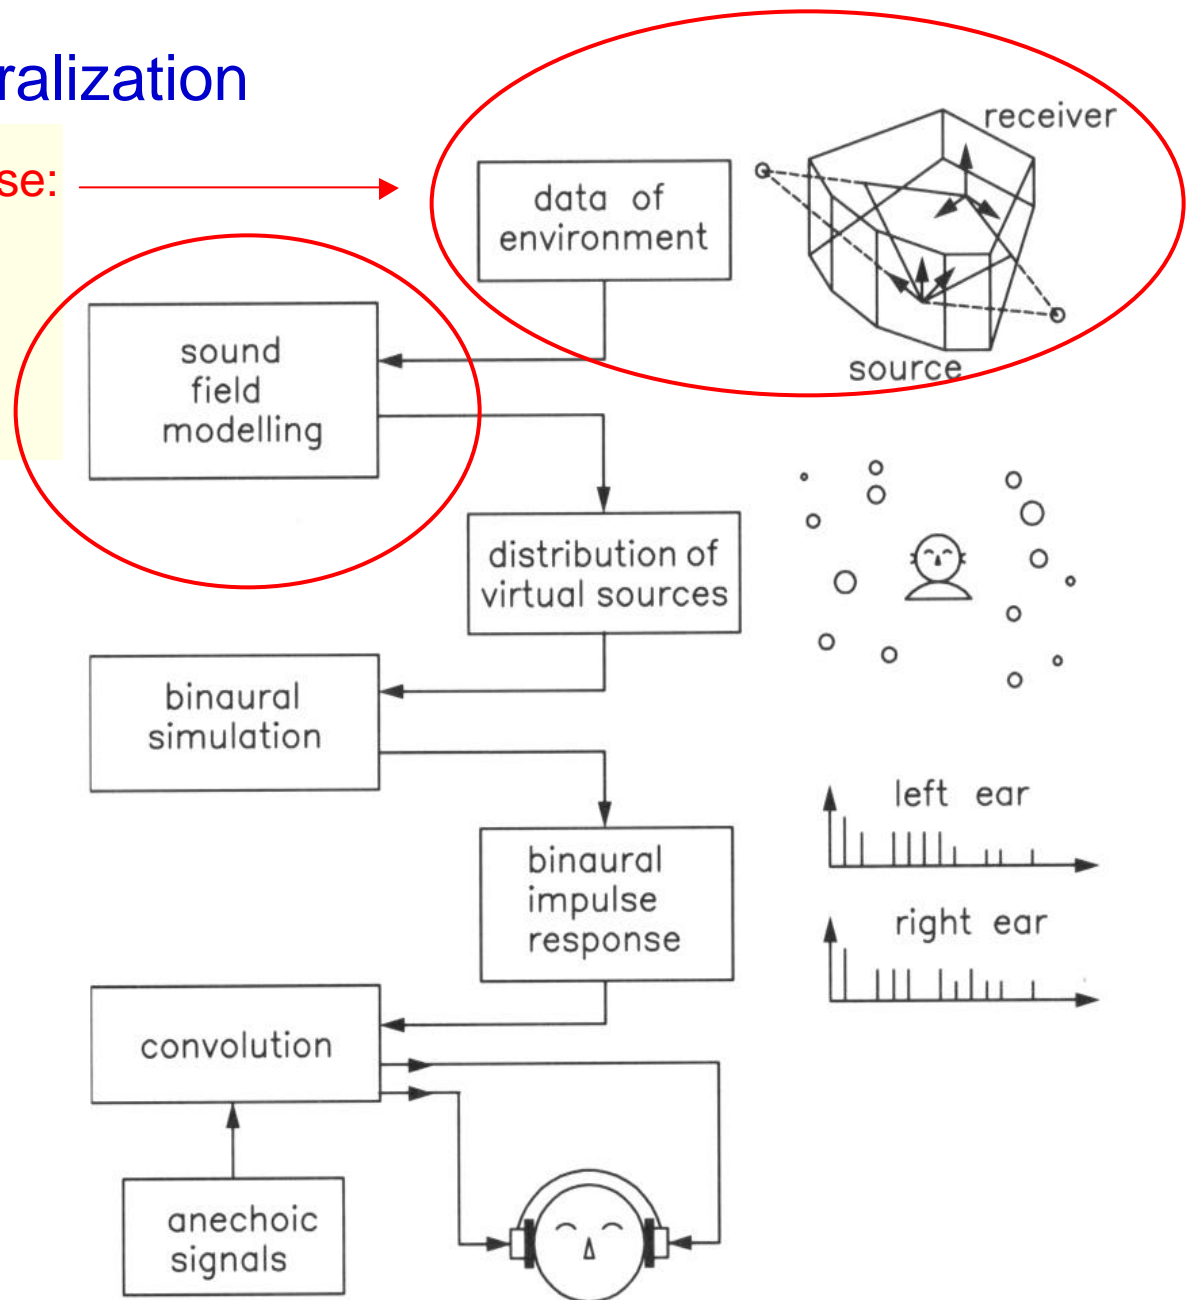 ralization
se:
receiver
data of
environment
source
sound
field
modelling
distribution of
virtual sources
binaural
simulation
left ear
binaural
impulse
response
right ear
convolution
anechoic
signals